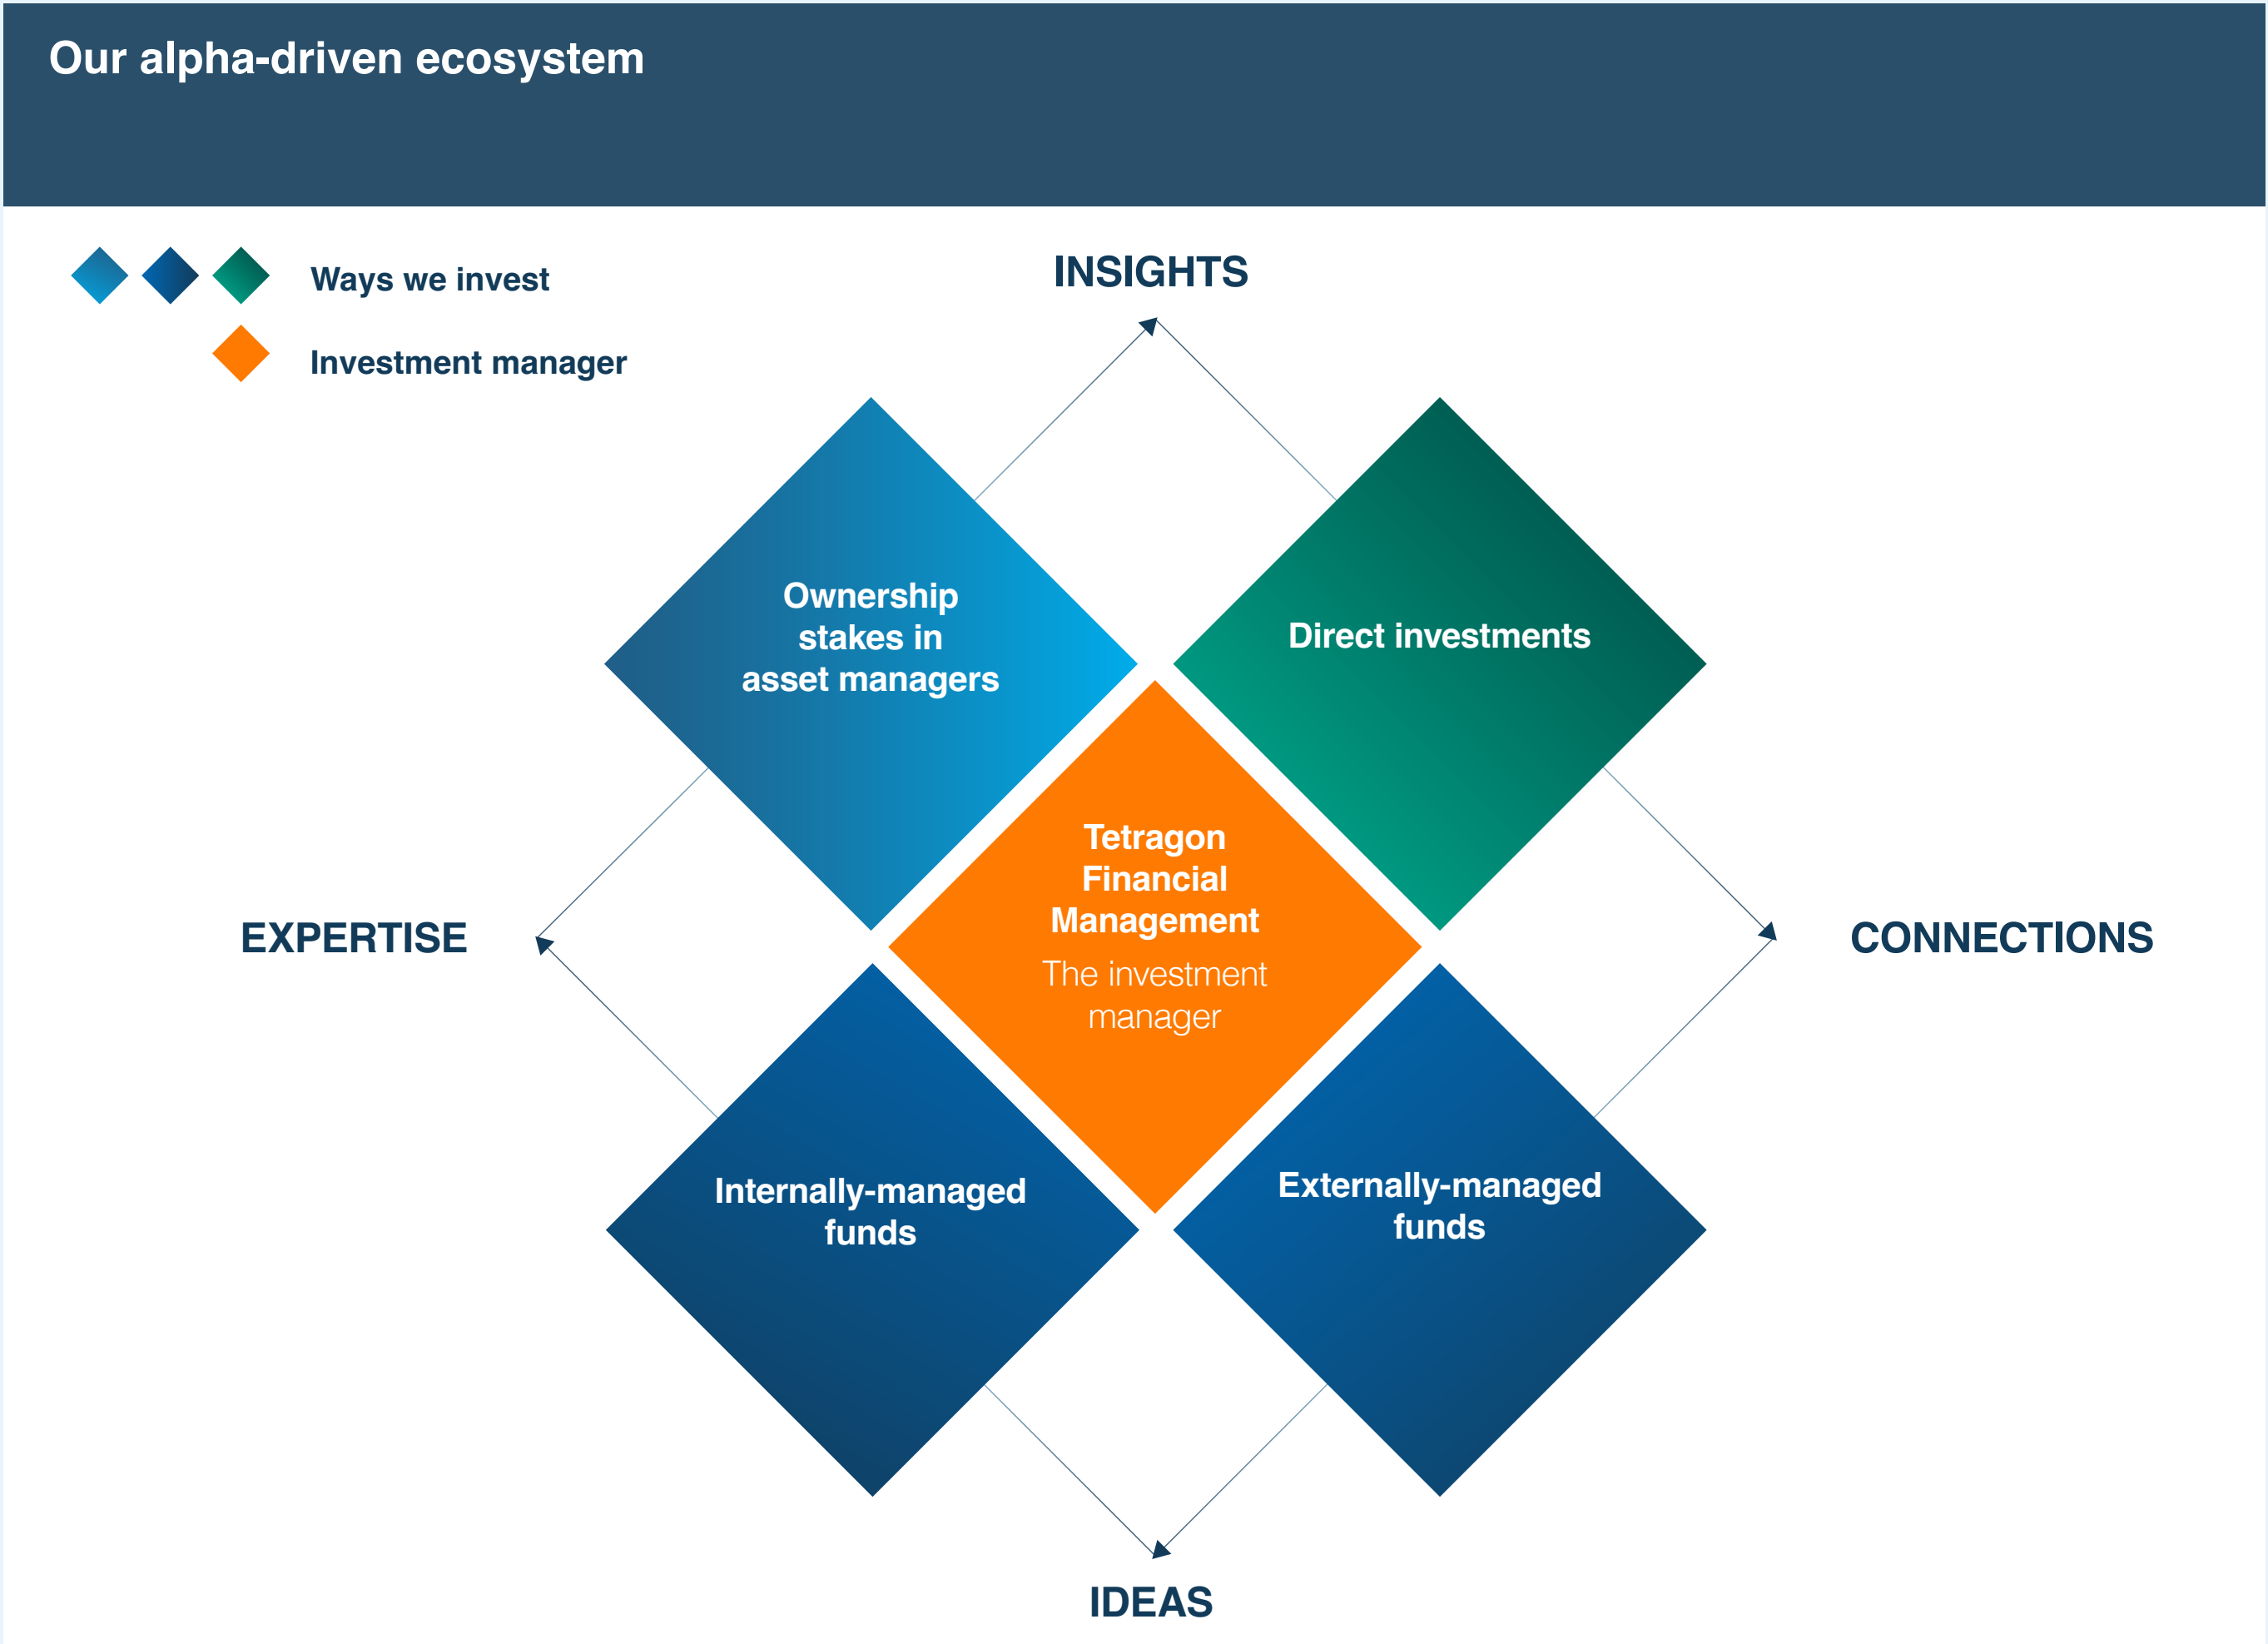 Our alpha-driven ecosystem
Ways we invest
Investment manager
INSIGHTS
Ownership
stakes in
asset managers
Direct investments
Tetragon
Financial
Management
The investment
manager
EXPERTISE
CONNECTIONS
Internally-managed
funds
Externally-managed
funds
IDEAS